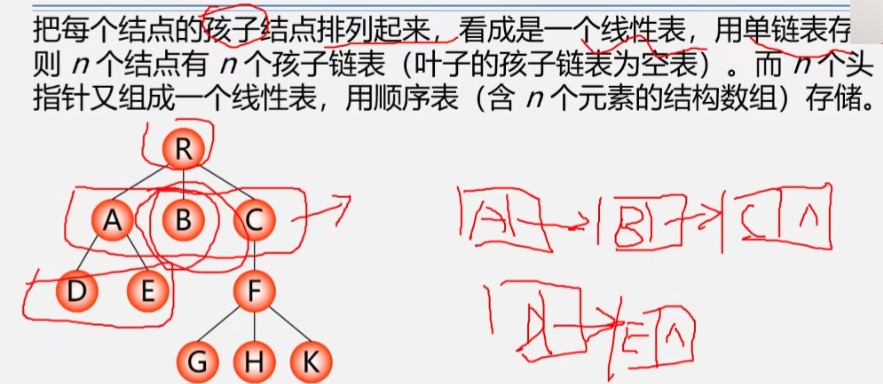 把每个结点的孩子结点排列起来，看成是一个线性表，用单链表存
则 n 个结点有 n 个孩子链表（叶子的孩子链表为空表）。而 n 个头
指针又组成一个线性表，用顺序表（含 n 个元素的结构数组）存储。
R
A B C
A B C ∧
D E F
D E ∧
G H K